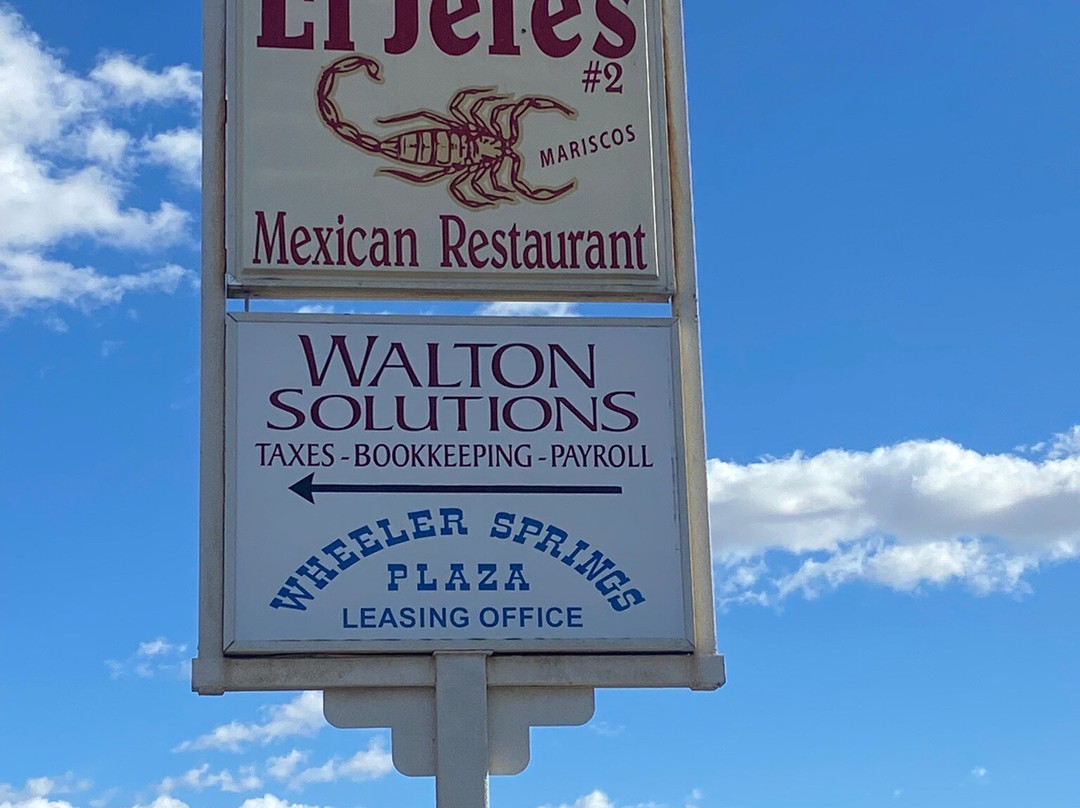 El Jefe's
#2
MARISCOS
Mexican Restaurant
WALTON
SOLUTIONS
TAXES - BOOKKEEPING - PAYROLL
WHEELER SPRINGS
PLAZA
LEASING OFFICE